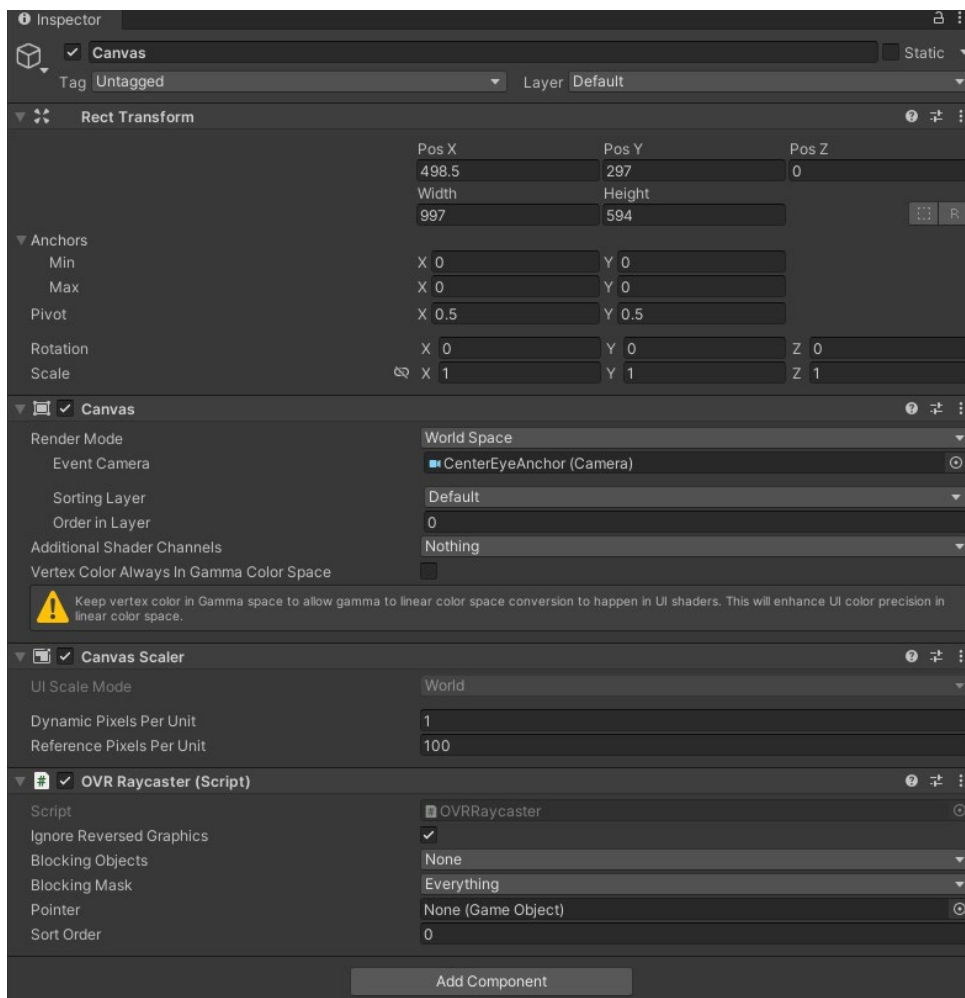 Inspector
Canvas
Static
Tag Untagged Layer Default
Rect Transform
Pos X Pos Y Pos Z
498.5 297 0
Width Height
997 594
R
Anchors
Min X 0 Y 0
Max X 0 Y 0
Pivot X 0.5 Y 0.5
Rotation X 0 Y 0 Z 0
Scale X 1 Y 1 Z 1
Canvas
Render Mode World Space
Event Camera CenterEyeAnchor (Camera)
Sorting Layer Default
Order in Layer 0
Additional Shader Channels Nothing
Vertex Color Always In Gamma Color Space
Keep vertex color in Gamma space to allow gamma to linear color space conversion to happen in UI shaders. This will enhance UI color precision in
linear color space.
Canvas Scaler
UI Scale Mode World
Dynamic Pixels Per Unit 1
Reference Pixels Per Unit 100
# OVR Raycaster (Script)
Script OVRRaycaster
Ignore Reversed Graphics
Blocking Objects None
Blocking Mask Everything
Pointer None (Game Object)
Sort Order 0
Add Component